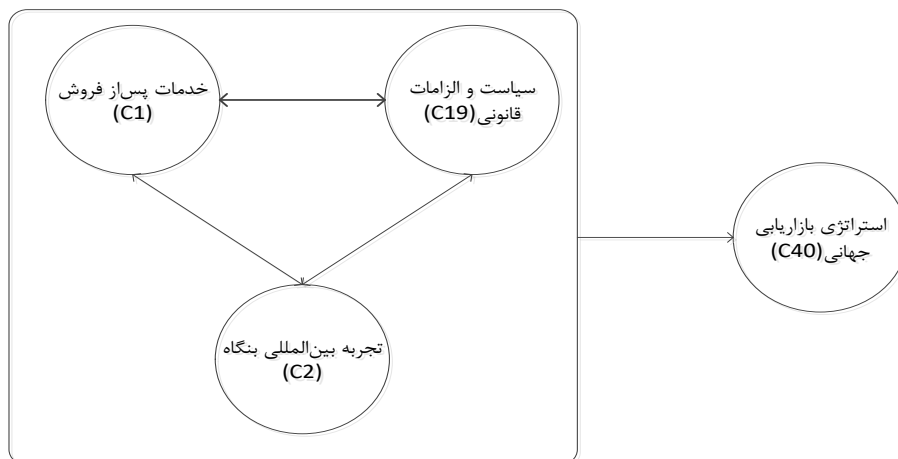 سیاست و الزامات
قانونی(C19)
خدمات پس‌از فروش
(C1)
استراتژی بازاریابی
جهانی(C40)
تجربه بین‌المللی بنگاه
(C2)